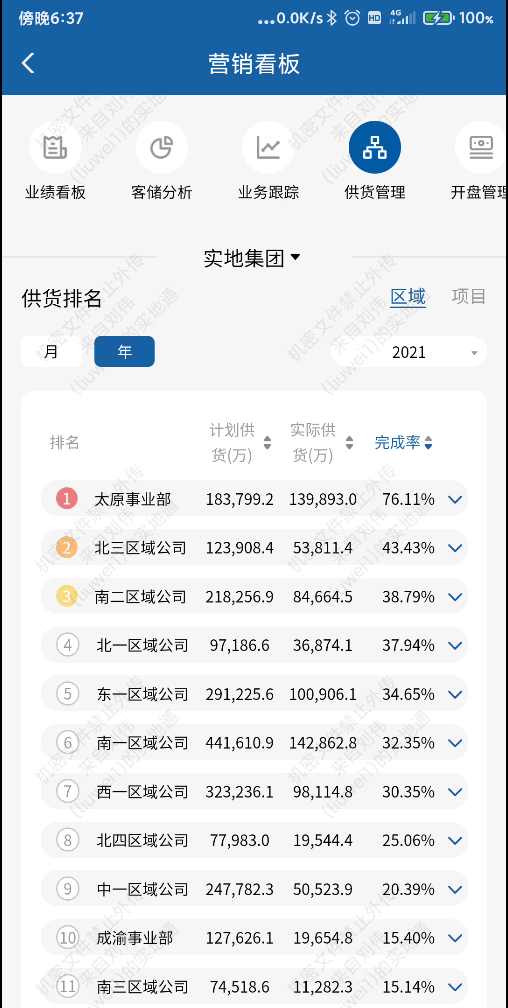 傍晚6:37
...0.0K/s HD 4G 100%
营销看板
业绩看板 客储分析 业务跟踪 供货管理 开盘管理
实地集团
供货排名 区域 项目
月 年 2021
排名 计划供货(万) 实际供货(万) 完成率
1 太原事业部 183,799.2 139,893.0 76.11%
2 北三区域公司 123,908.4 53,811.4 43.43%
3 南二区域公司 218,256.9 84,664.5 38.79%
4 北一区域公司 97,186.6 36,874.1 37.94%
5 东一区域公司 291,225.6 100,906.1 34.65%
6 南一区域公司 441,610.9 142,862.8 32.35%
7 西一区域公司 323,236.1 98,114.8 30.35%
8 北四区域公司 77,983.0 19,544.4 25.06%
9 中一区域公司 247,782.3 50,523.9 20.39%
10 成渝事业部 127,626.1 19,654.8 15.40%
11 南三区域公司 74,518.6 11,282.3 15.14%
机密文件禁止外传
来自刘伟
(liuwei1)的实地通